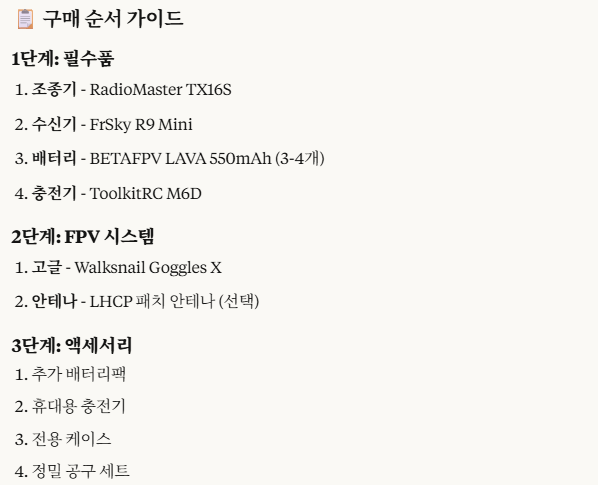 📋 구매 순서 가이드
1단계: 필수품
1. 조종기 - RadioMaster TX16S
2. 수신기 - FrSky R9 Mini
3. 배터리 - BETAFPV LAVA 550mAh (3-4개)
4. 충전기 - ToolkitRC M6D
2단계: FPV 시스템
1. 고글 - Walksnail Goggles X
2. 안테나 - LHCP 패치 안테나 (선택)
3단계: 액세서리
1. 추가 배터리팩
2. 휴대용 충전기
3. 전용 케이스
4. 정밀 공구 세트